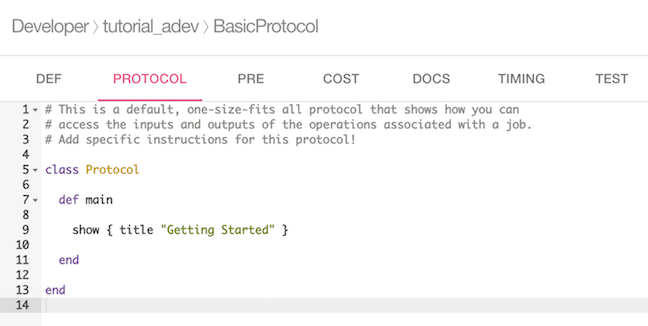 Developer 〉tutorial_adev 〉BasicProtocol
DEF PROTOCOL PRE COST DOCS TIMING TEST
1 # This is a default, one-size-fits all protocol that shows how you can
2 # access the inputs and outputs of the operations associated with a job.
3 # Add specific instructions for this protocol!
4
5 class Protocol
6
7 def main
8
9 show { title "Getting Started" }
10
11 end
12
13 end
14